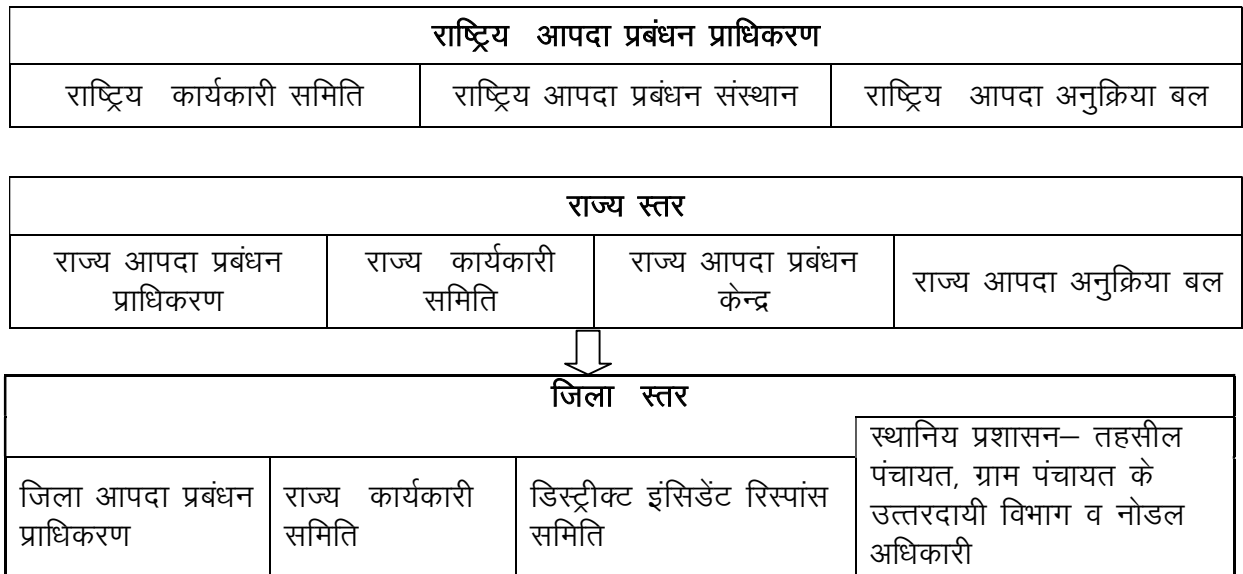 राष्ट्रिय आपदा प्रबंधन प्राधिकरण
राष्ट्रिय कार्यकारी समिति
राष्ट्रिय आपदा प्रबंधन संस्थान
राष्ट्रिय आपदा अनुक्रिया बल
राज्य स्तर
राज्य आपदा प्रबंधन
प्राधिकरण
राज्य कार्यकारी
समिति
राज्य आपदा प्रबंधन
केन्द्र
राज्य आपदा अनुक्रिया बल
जिला स्तर
जिला आपदा प्रबंधन
प्राधिकरण
राज्य कार्यकारी
समिति
डिस्ट्रीक्ट इंसिडेंट रिस्पांस
समिति
स्थानिय प्रशासन– तहसील
पंचायत, ग्राम पंचायत के
उत्तरदायी विभाग व नोडल
अधिकारी